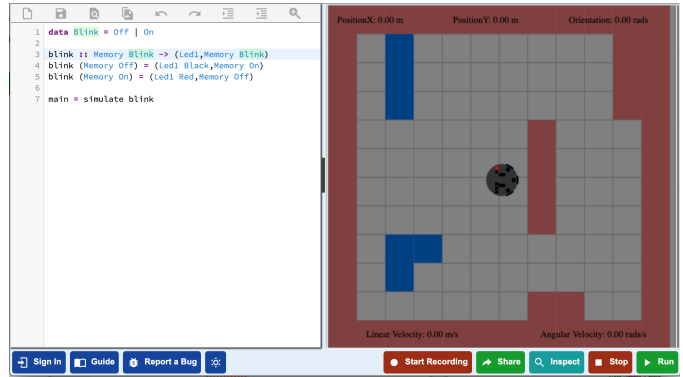 1 data Blink = Off | On
2
3 blink :: Memory Blink -> (Led1,Memory Blink)
4 blink (Memory Off) = (Led1 Black,Memory On)
5 blink (Memory On) = (Led1 Red,Memory Off)
6
7 main = simulate blink
PositionX: 0.00 m PositionY: 0.00 m Orientation: 0.00 rads
Linear Velocity: 0.00 m/s Angular Velocity: 0.00 rads/s
Sign In Guide Report a Bug Start Recording Share Inspect Stop Run